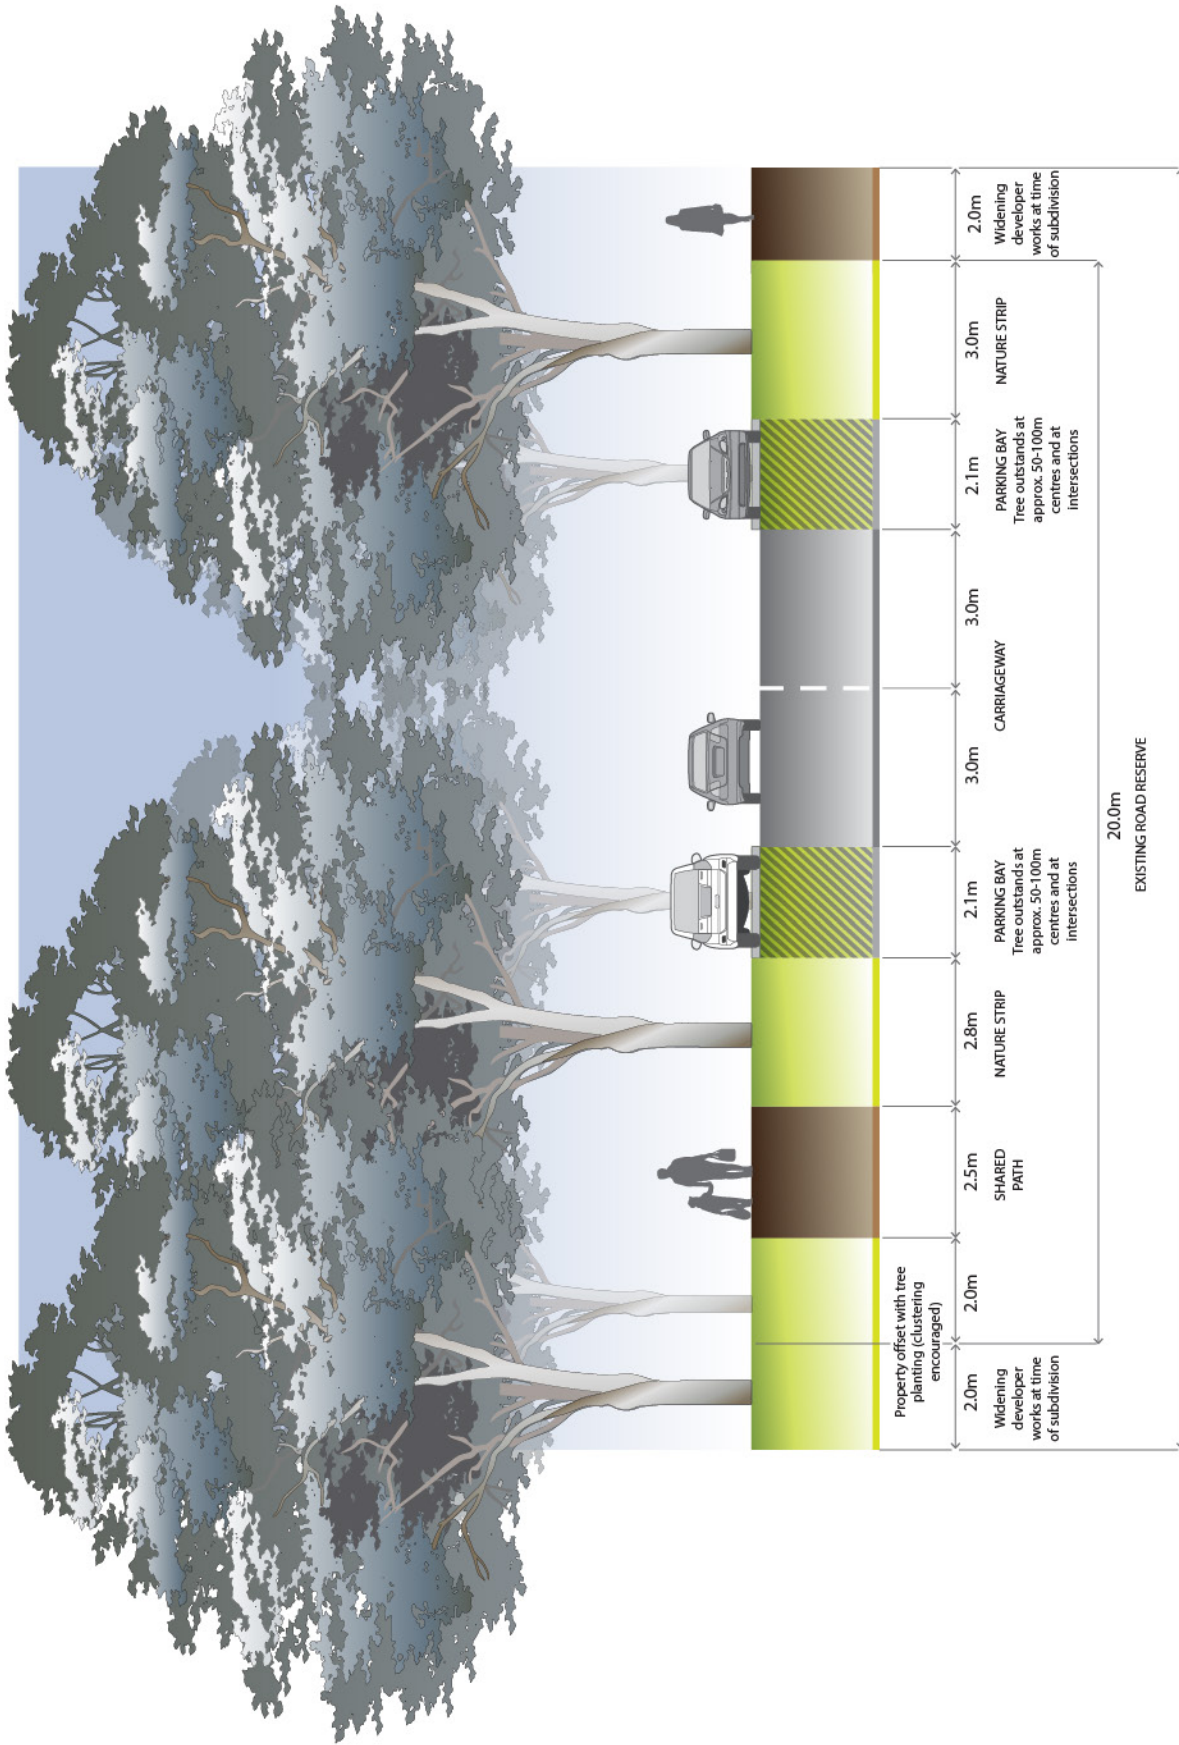 Property offset with tree
planting (clustering
encouraged)
2.0m
2.0m
2.5m
2.8m
2.1m
3.0m
3.0m
2.1m
3.0m
2.0m
Widening
developer
works at time
of subdivision
SHARED
PATH
NATURE STRIP
PARKING BAY
Tree outstands at
approx. 50-100m
centres and at
intersections
CARRIAGEWAY
PARKING BAY
Tree outstands at
approx. 50-100m
centres and at
intersections
NATURE STRIP
Widening
developer
works at time
of subdivision
20.0m
EXISTING ROAD RESERVE